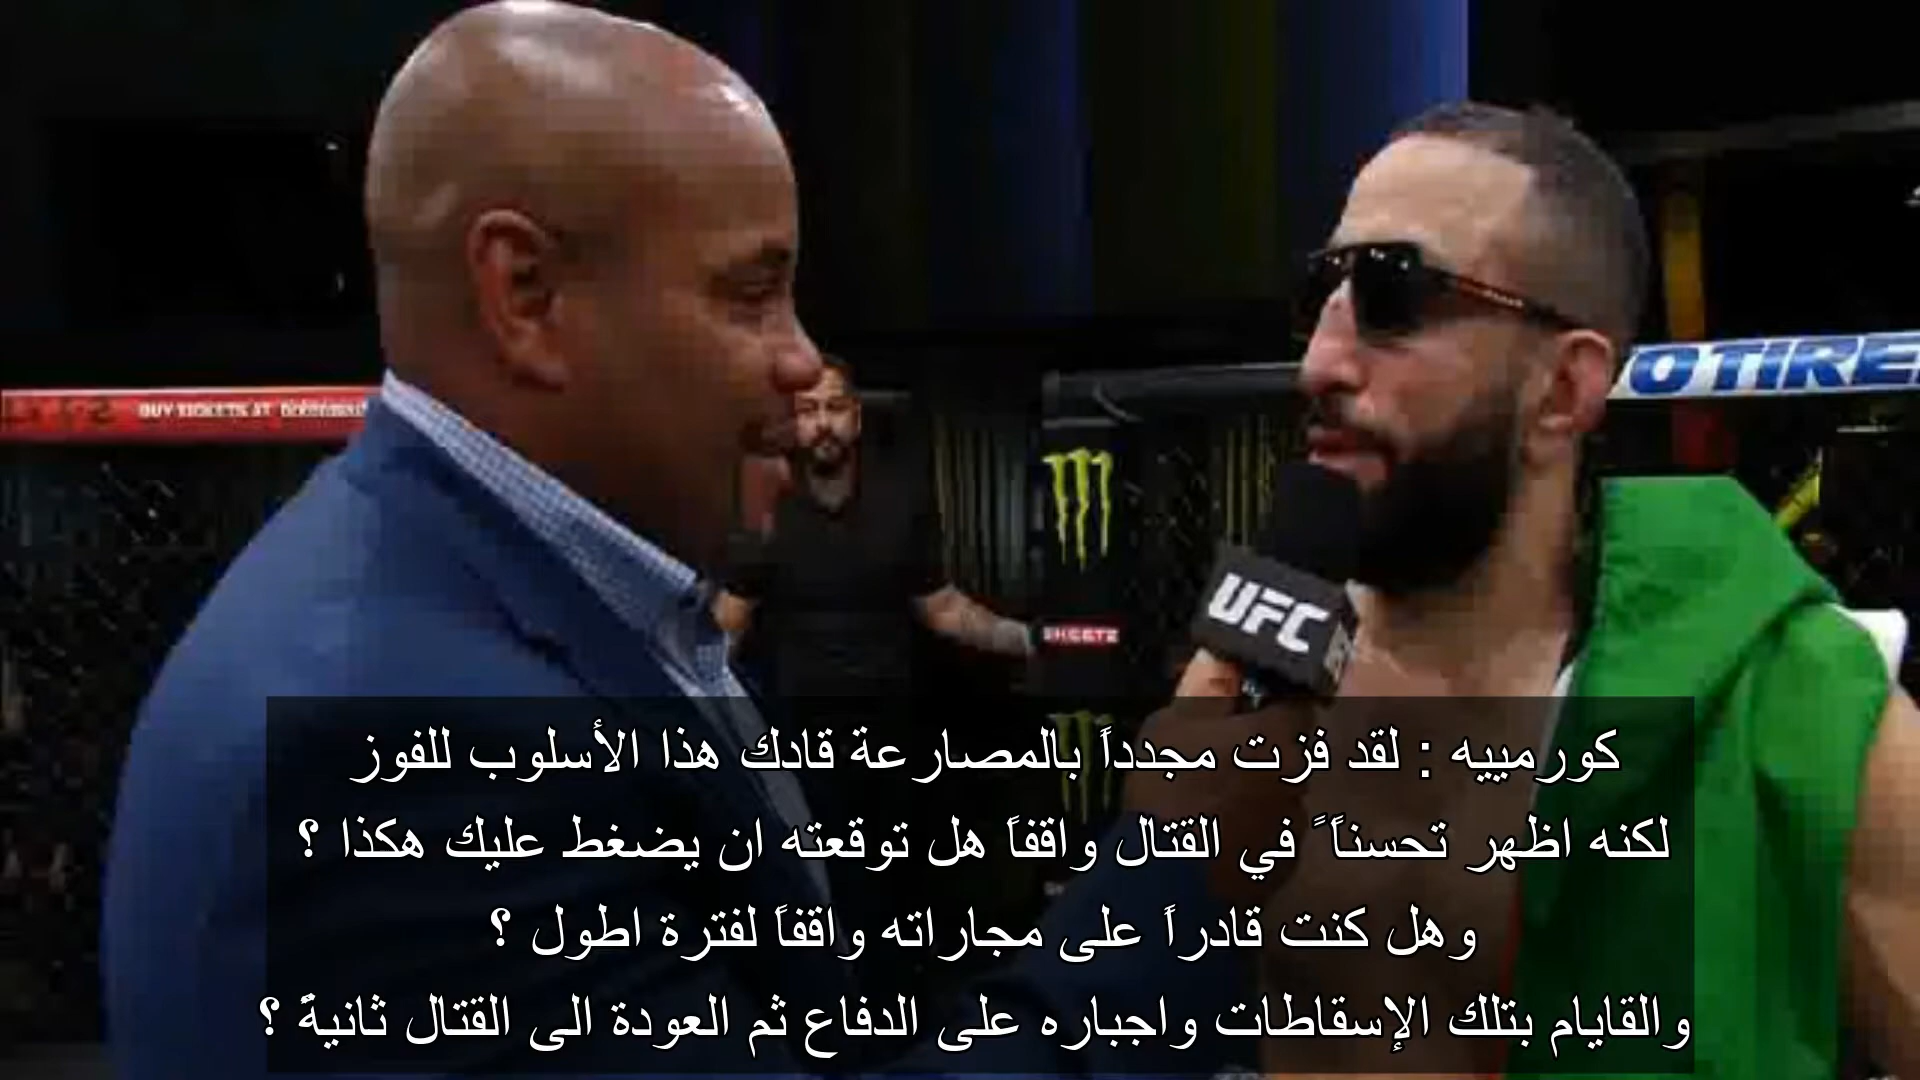 BUY TICKETS AT
OTIRE
UFC
SHEETZ
كورمييه : لقد فزت مجدداً بالمصارعة قادك هذا الأسلوب للفوز
لكنه اظهر تحسناً ً في القتال واقفاً هل توقعته ان يضغط عليك هكذا ؟
وهل كنت قادراً على مجاراته واقفاً لفترة اطول ؟
والقايام بتلك الإسقاطات واجباره على الدفاع ثم العودة الى القتال ثانيةً ؟